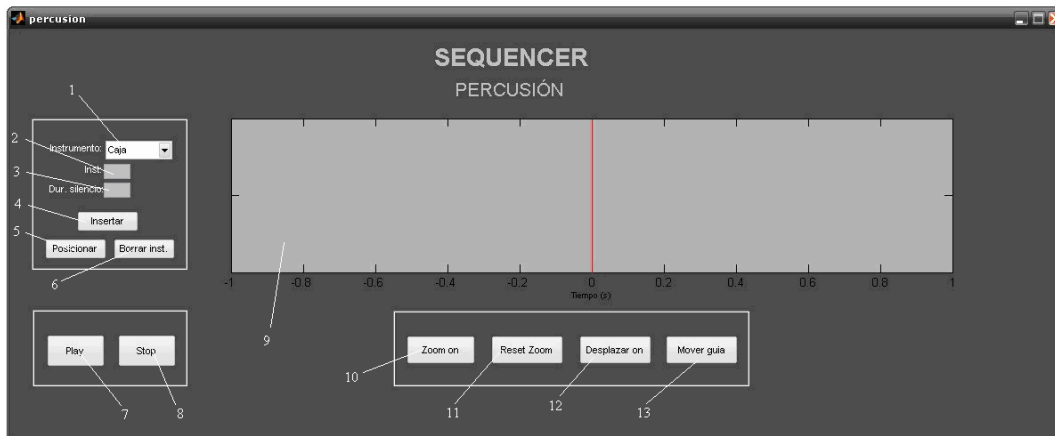 percusion
SEQUENCER
PERCUSIÓN
1
2
3
4
5
6
Instrumento: Caja
Inst:
Dur. silencio:
Insertar
Posicionar Borrar inst.
-1 -0.8 -0.6 -0.4 -0.2 0 0.2 0.4 0.6 0.8 1
Tiempo (s)
9
Play Stop
7 8
Zoom on Reset Zoom Desplazar on Mover guia
10 11 12 13